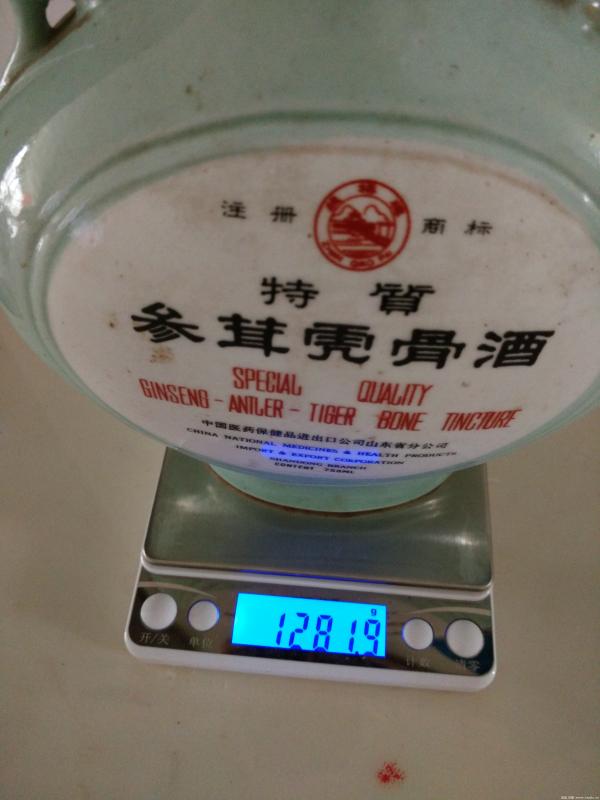 注册 商标
特質
参茸虎骨酒
SPECIAL QUALITY
GINSENG - ANTLER - TIGER BONE TINCTURE
中国医药保健品进出口公司山东省分公司
CHINA NATIONAL MEDICINES & HEALTH PRODUCTS
IMPORT & EXPORT CORPORATION
SHANDONG BRANCH
CONTENT 750ML
g
1281.9
开/关 单位 计数 清零